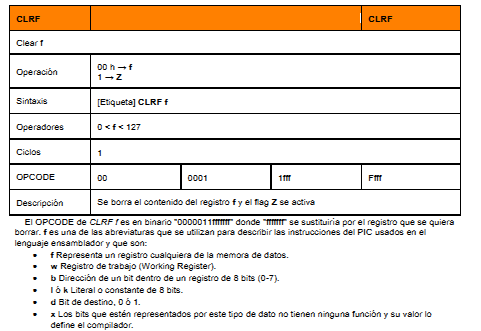 CLRF CLRF
Clear f
Operación 00 h → f
1 → Z
Sintaxis [Etiqueta] CLRF f
Operadores 0 < f < 127
Ciclos 1
OPCODE 00 0001 1fff Ffff
Descripción Se borra el contenido del registro f y el flag Z se activa
El OPCODE de CLRF f es en binario "0000011fffffff" donde "fffffff" se sustituiría por el registro que se quiera
borrar. f es una de las abreviaturas que se utilizan para describir las instrucciones del PIC usados en el
lenguaje ensamblador y que son:
• f Representa un registro cualquiera de la memora de datos.
• w Registro de trabajo (Working Register).
• b Dirección de un bit dentro de un registro de 8 bits (0-7).
• l ó k Literal o constante de 8 bits.
• d Bit de destino, 0 ó 1.
• x Los bits que estén representados por este tipo de dato no tienen ninguna función y su valor lo
define el compilador.